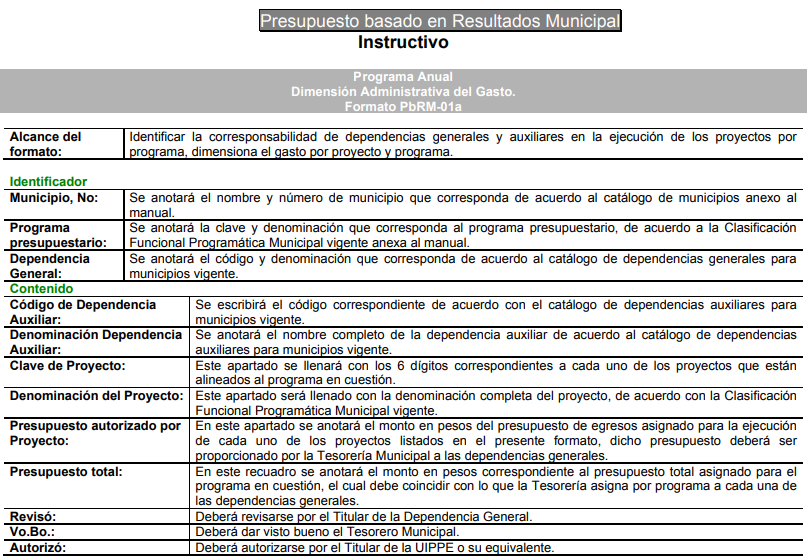 Presupuesto basado en Resultados Municipal
Instructivo
Programa Anual
Dimensión Administrativa del Gasto.
Formato PbRM-01a
Alcance del formato: Identificar la corresponsabilidad de dependencias generales y auxiliares en la ejecución de los proyectos por
programa, dimensiona el gasto por proyecto y programa.
Identificador
Municipio, No: Se anotará el nombre y número de municipio que corresponda de acuerdo al catálogo de municipios anexo al
manual.
Programa presupuestario: Se anotará la clave y denominación que corresponda al programa presupuestario, de acuerdo a la Clasificación
Funcional Programática Municipal vigente anexa al manual.
Dependencia General: Se anotará el código y denominación que corresponda de acuerdo al catálogo de dependencias generales para
municipios vigente.
Contenido
Código de Dependencia Auxiliar: Se escribirá el código correspondiente de acuerdo con el catálogo de dependencias auxiliares para
municipios vigente.
Denominación Dependencia Auxiliar: Se anotará el nombre completo de la dependencia auxiliar de acuerdo al catálogo de dependencias
auxiliares para municipios vigente.
Clave de Proyecto: Este apartado se llenará con los 6 dígitos correspondientes a cada uno de los proyectos que están
alineados al programa en cuestión.
Denominación del Proyecto: Este apartado será llenado con la denominación completa del proyecto, de acuerdo con la Clasificación
Funcional Programática Municipal vigente.
Presupuesto autorizado por Proyecto: En este apartado se anotará el monto en pesos del presupuesto de egresos asignado para la ejecución
de cada uno de los proyectos listados en el presente formato, dicho presupuesto deberá ser
proporcionado por la Tesorería Municipal a las dependencias generales.
Presupuesto total: En este recuadro se anotará el monto en pesos correspondiente al presupuesto total asignado para el
programa en cuestión, el cual debe coincidir con lo que la Tesorería asigna por programa a cada una de
las dependencias generales.
Revisó: Deberá revisarse por el Titular de la Dependencia General.
Vo.Bo.: Deberá dar visto bueno el Tesorero Municipal.
Autorizó: Deberá autorizarse por el Titular de la UIPPE o su equivalente.